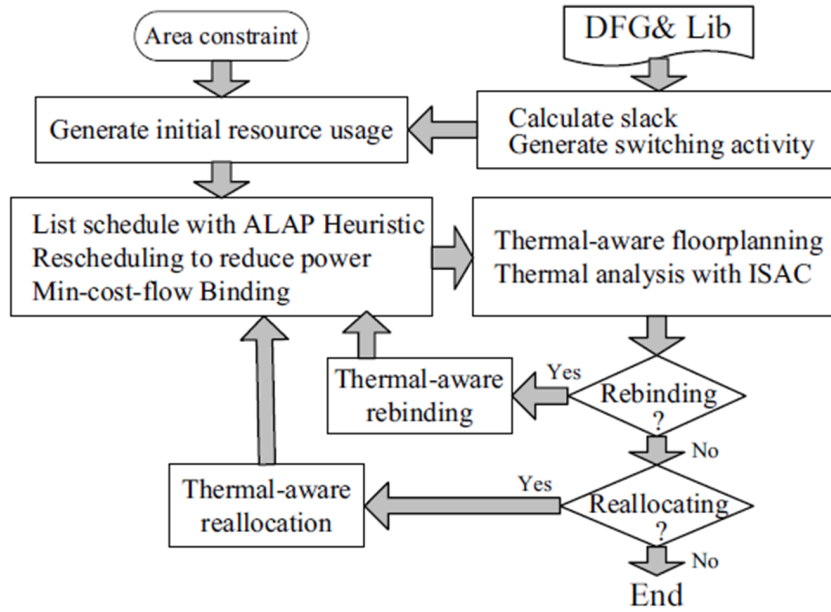 Area constraint
DFG& Lib
Generate initial resource usage
Calculate slack
Generate switching activity
List schedule with ALAP Heuristic
Rescheduling to reduce power
Min-cost-flow Binding
Thermal-aware floorplanning
Thermal analysis with ISAC
Thermal-aware
rebinding
Yes
Rebinding
?
No
Thermal-aware
reallocation
Yes
Reallocating
?
No
End